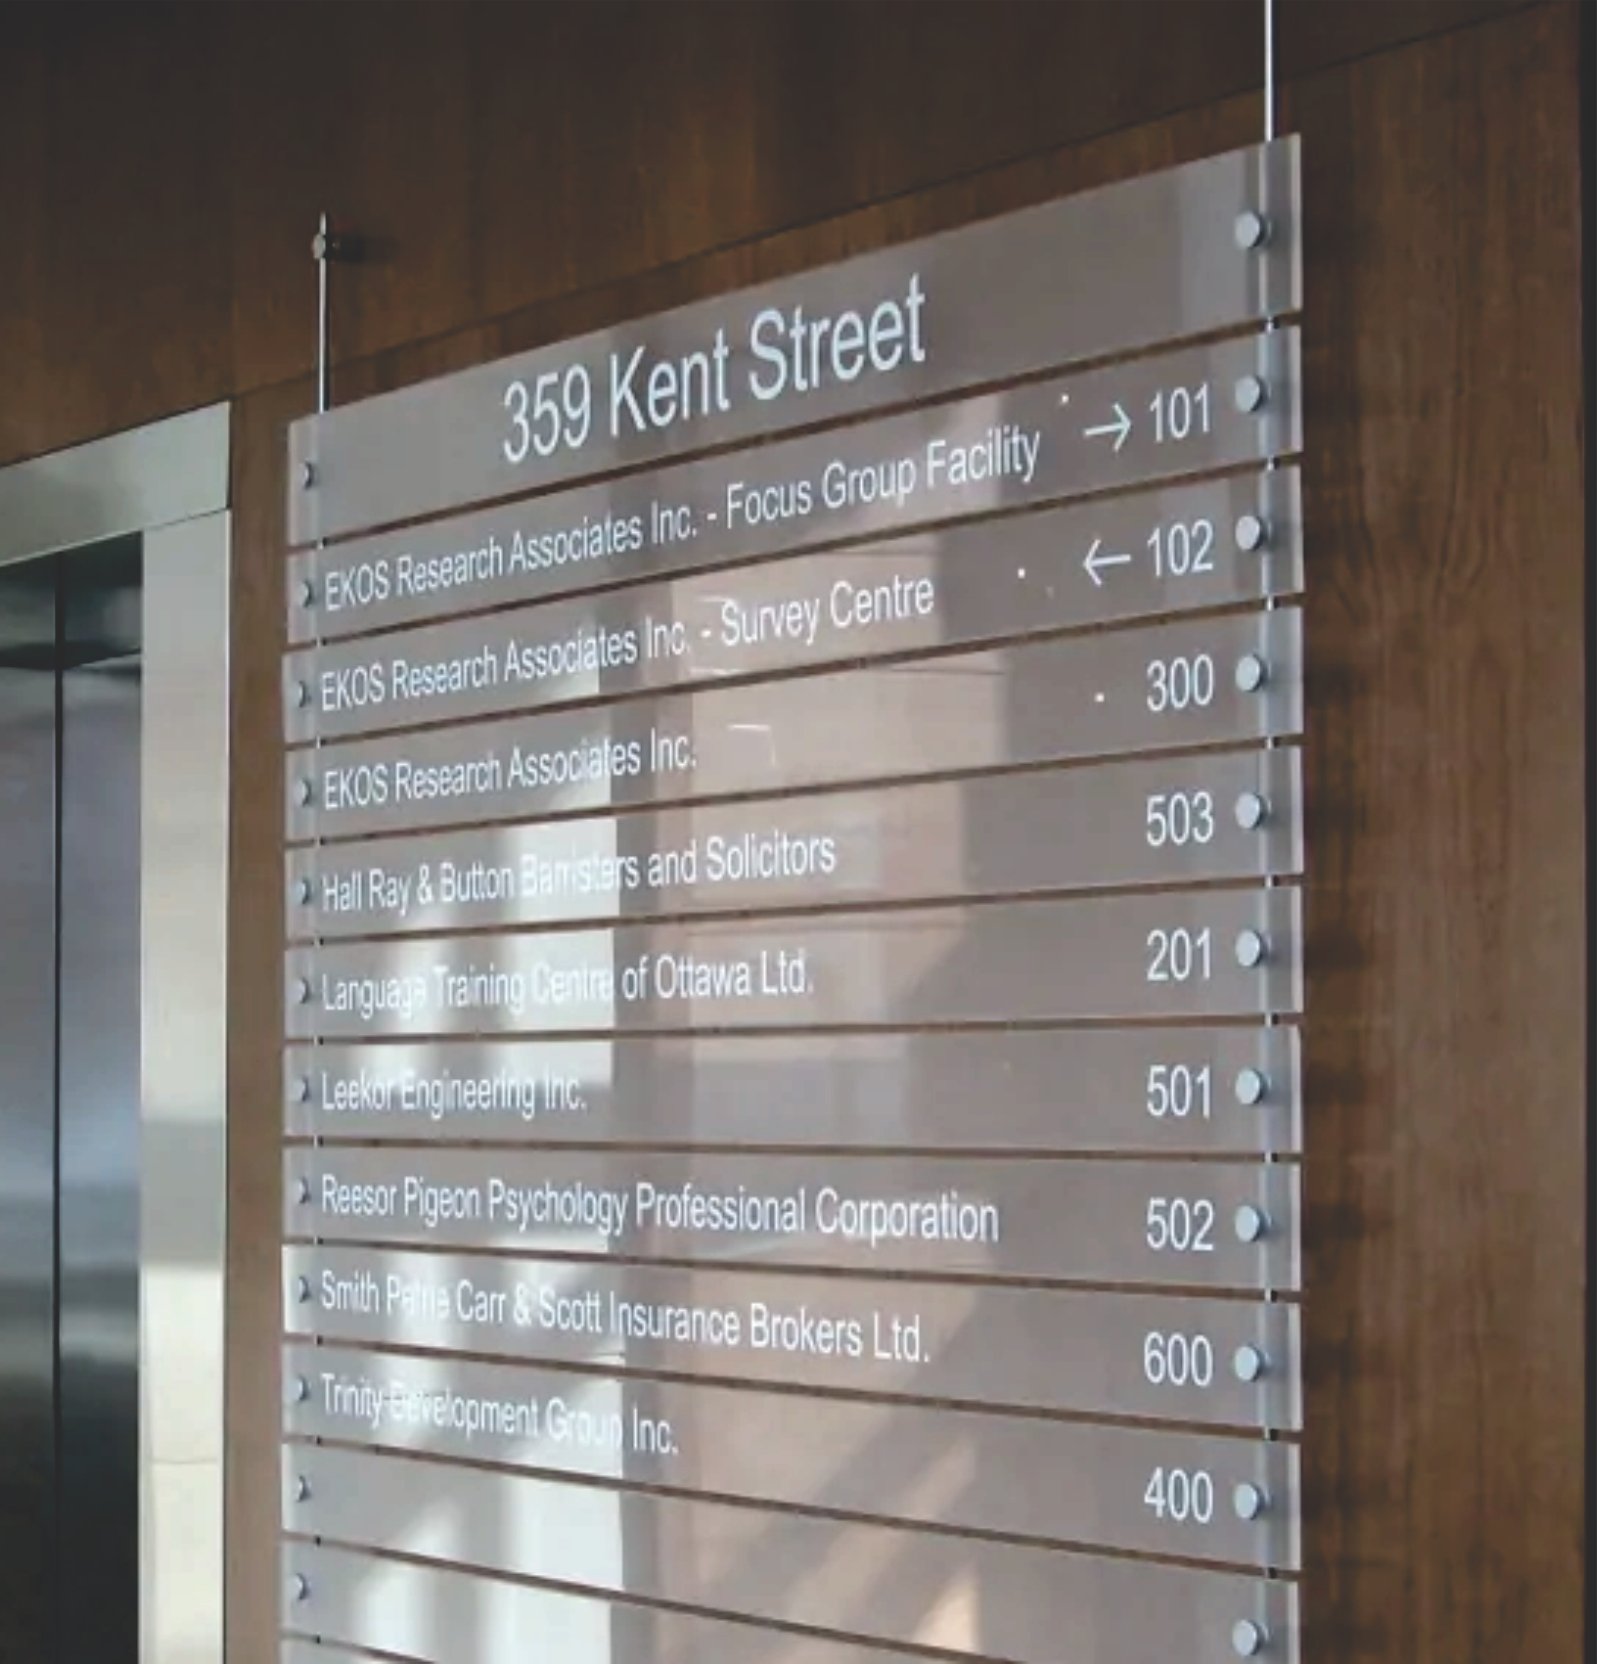 359 Kent Street
EKOS Research Associates Inc. - Focus Group Facility → 101
EKOS Research Associates Inc. - Survey Centre ← 102
EKOS Research Associates Inc. 300
Hall Ray & Button Barristers and Solicitors 503
Language Training Centre of Ottawa Ltd. 201
Leekor Engineering Inc. 501
Reesor Pigeon Psychology Professional Corporation 502
Smith Petrie Carr & Scott Insurance Brokers Ltd. 600
Trinity Development Group Inc. 400